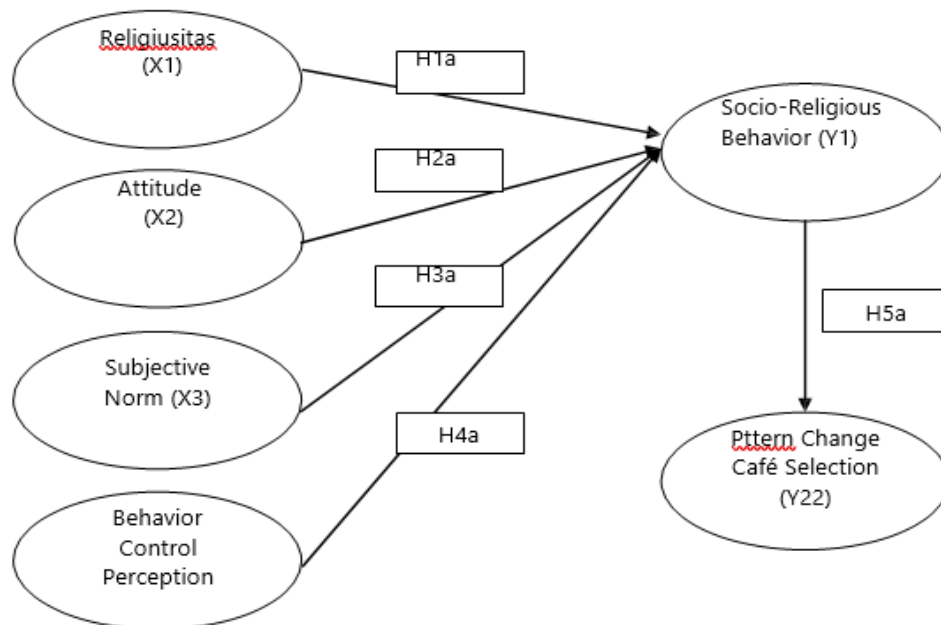 Religiusitas
(X1)
H1a
Socio-Religious
Behavior (Y1)
H2a
Attitude
(X2)
H3a
H5a
Subjective
Norm (X3)
H4a
Pttern Change
Café Selection
(Y22)
Behavior
Control
Perception